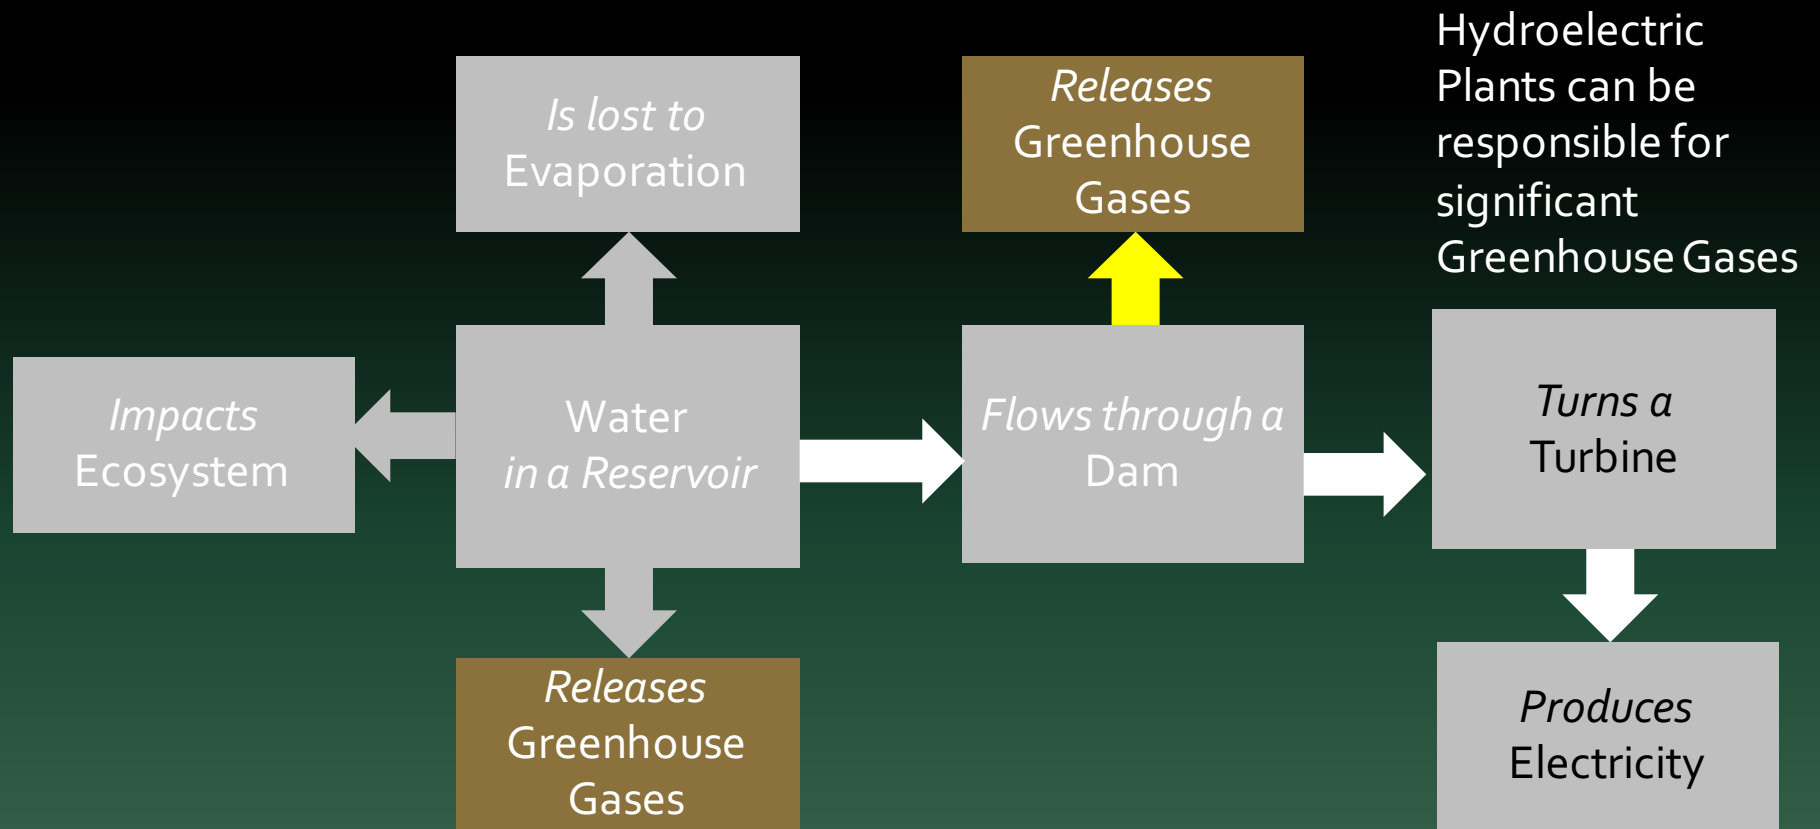 Hydroelectric
Plants can be
responsible for
significant
Greenhouse Gases
Is lost to
Evaporation
Releases
Greenhouse
Gases
Impacts
Ecosystem
Water
in a Reservoir
Flows through a
Dam
Turns a
Turbine
Releases
Greenhouse
Gases
Produces
Electricity